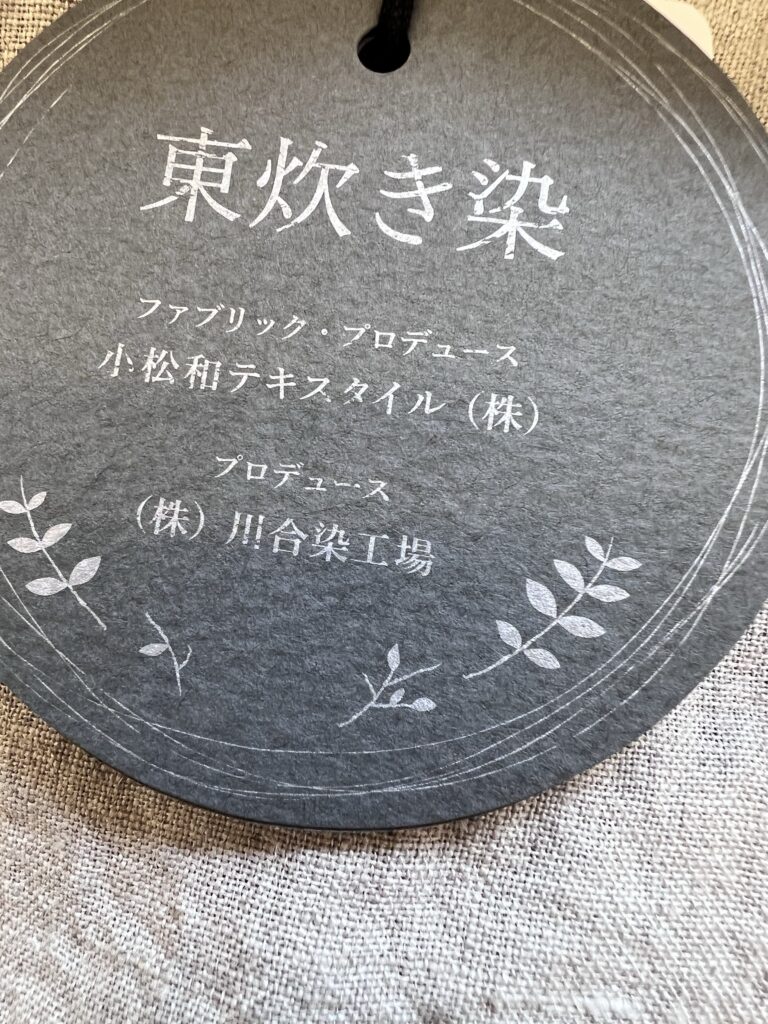 東炊き染
ファブリック・プロデュース
小松和テキスタイル（株）
プロデュース
（株）川合染工場